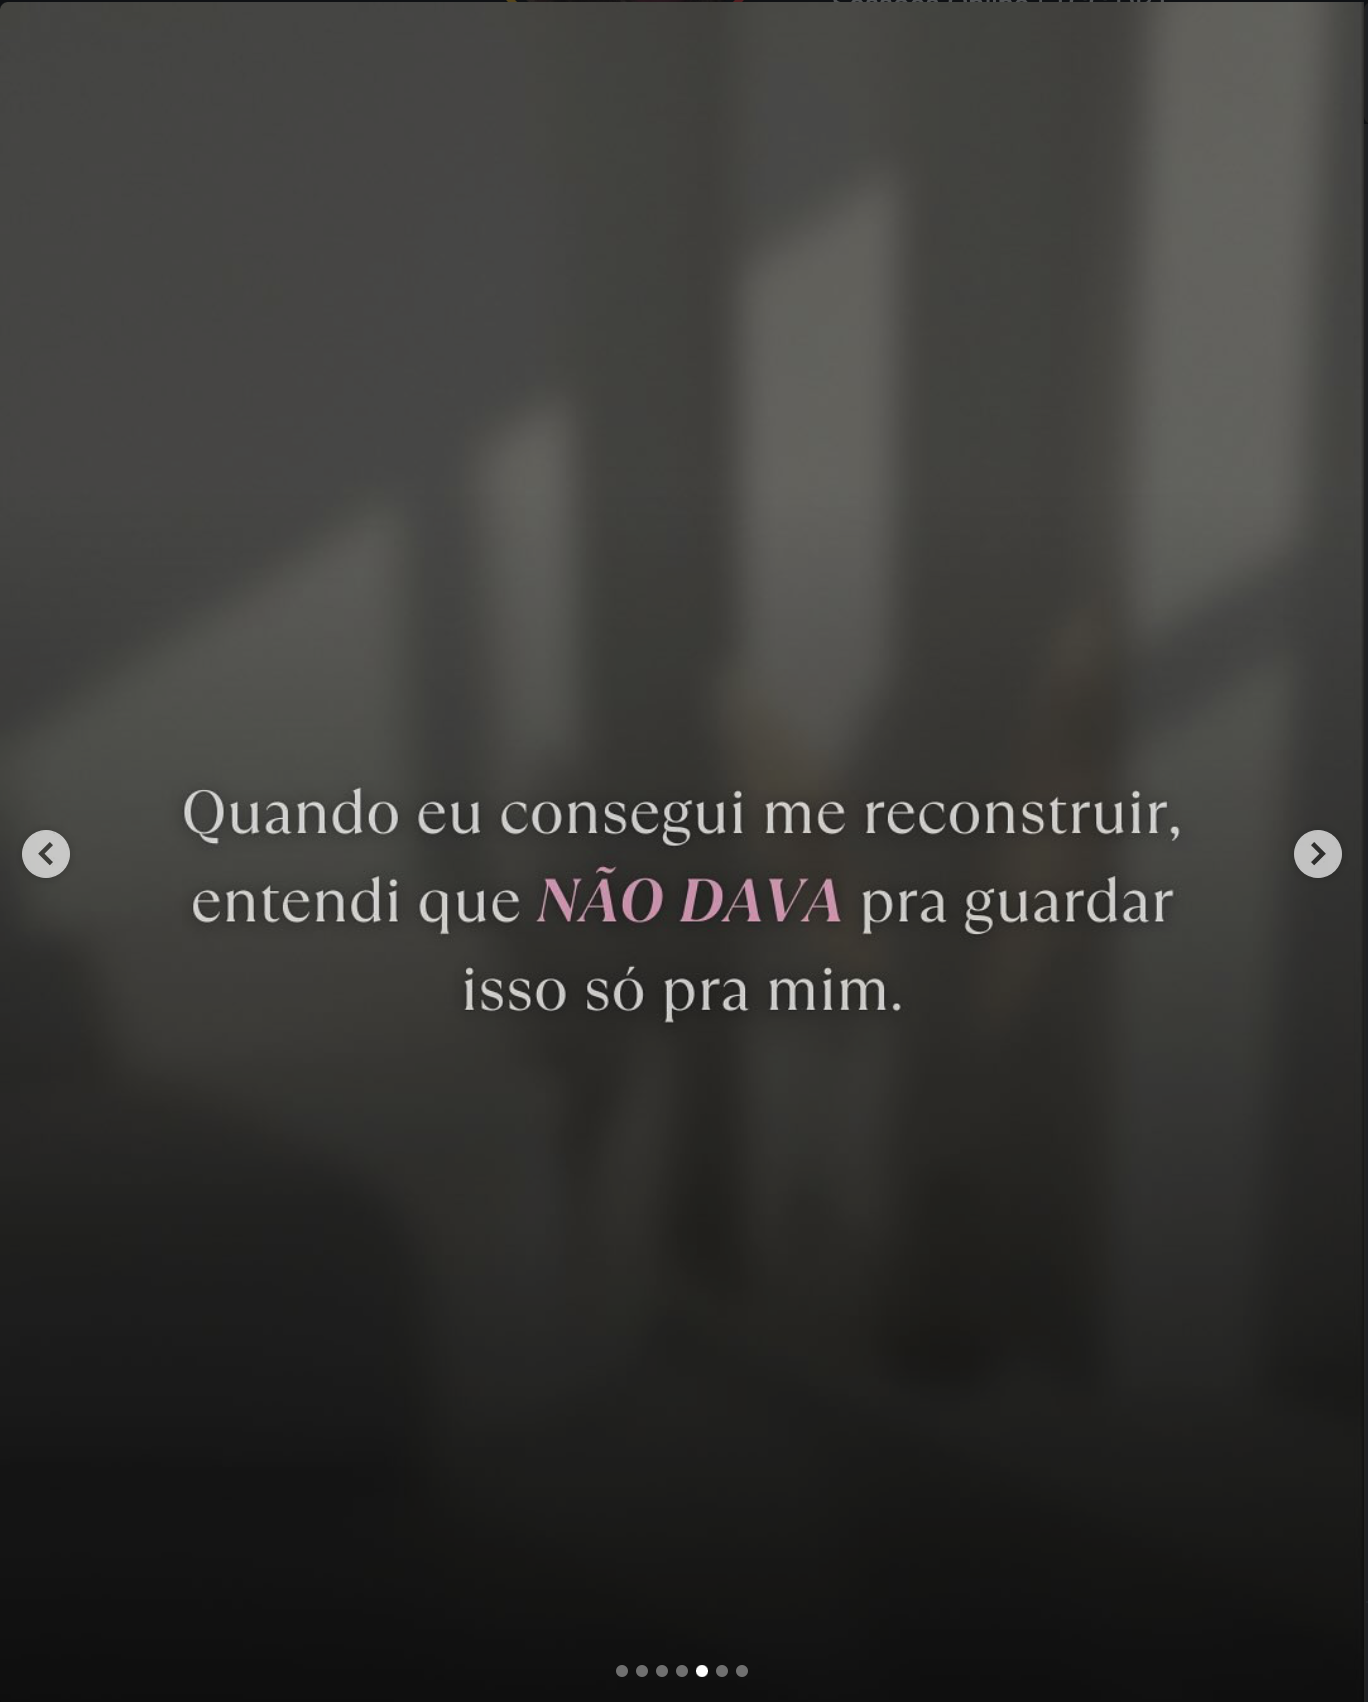 Quando eu consegui me reconstruir,
entendi que NÃO DAVA pra guardar
isso só pra mim.